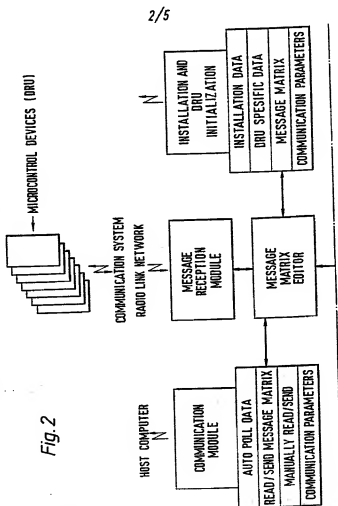 2/5
Fig. 2
MICROCONTROL DEVICES (DRU)
COMMUNICATION SYSTEM
RADIO LINK NETWORK
HOST COMPUTER
COMMUNICATION
MODULE
AUTO POLL DATA
READ/SEND MESSAGE MATRIX
MANUALLY READ/SEND
COMMUNICATION PARAMETERS
MESSAGE
RECEPTION
MODULE
MESSAGE
MATRIX
EDITOR
INSTALLATION AND
DRU
INITIALIZATION
INSTALLATION DATA
DRU SPESIFIC DATA
MESSAGE MATRIX
COMMUNICATION PARAMETERS